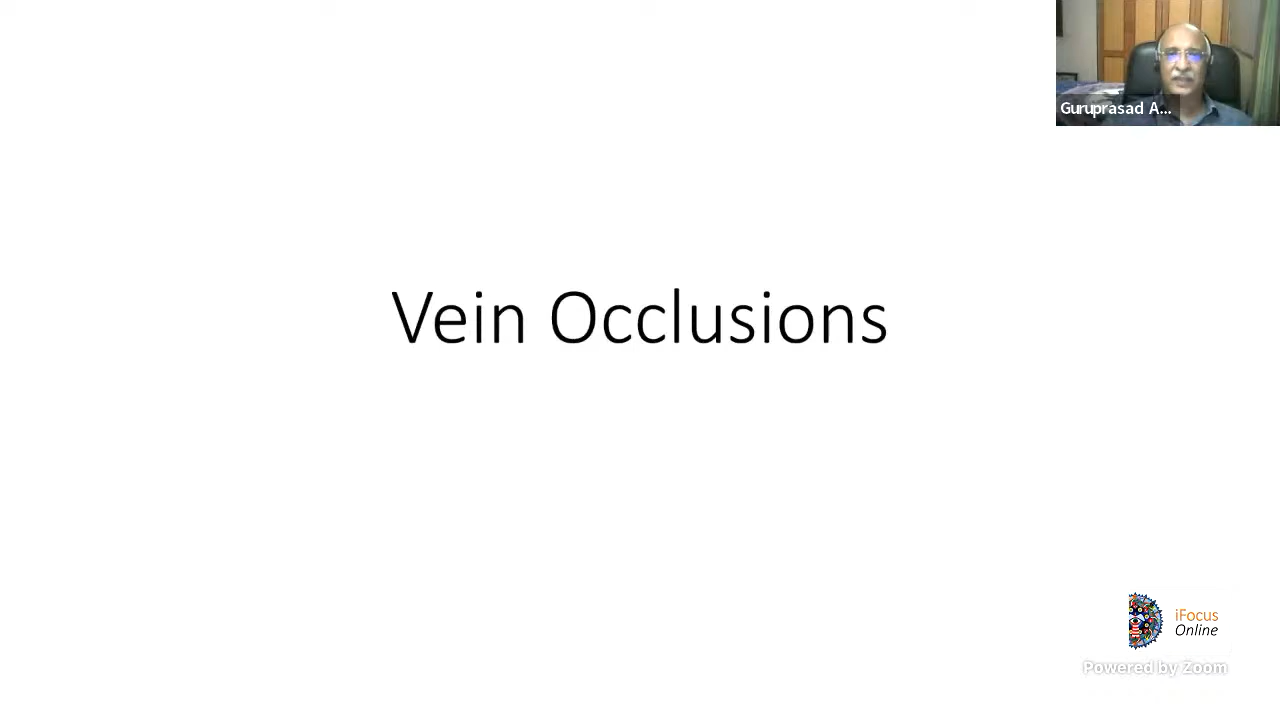 Guruprasad A...
Vein Occlusions
iFocus
Online
Powered by Zoom